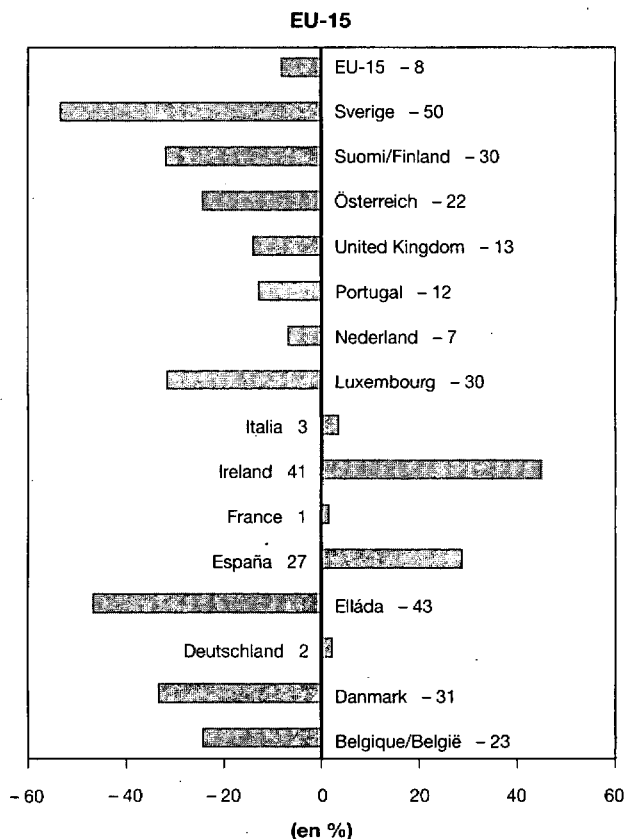 EU-15
EU-15 – 8
Sverige – 50
Suomi/Finland – 30
Österreich – 22
United Kingdom – 13
Portugal – 12
Nederland – 7
Luxembourg – 30
Italia 3
Ireland 41
France 1
España 27
Elláda – 43
Deutschland 2
Danmark – 31
Belgique/België – 23
– 60 – 40 – 20 0 20 40 60
(en %)